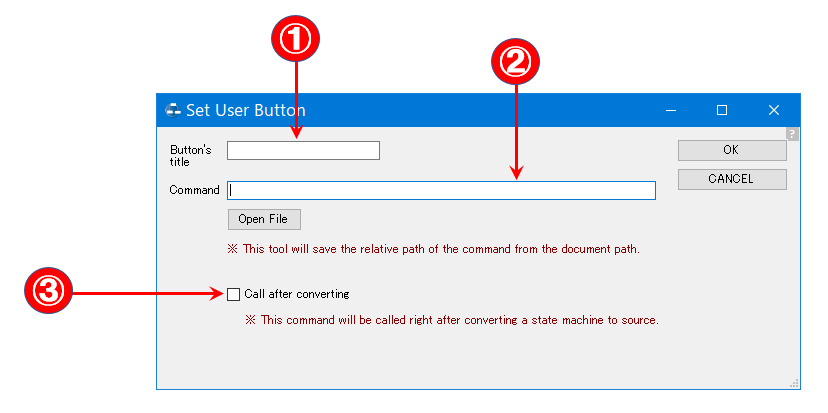 ①
②
Set User Button
?
Button's
title
OK
Command
CANCEL
Open File
※ This tool will save the relative path of the command from the document path.
③
Call after converting
※ This command will be called right after converting a state machine to source.